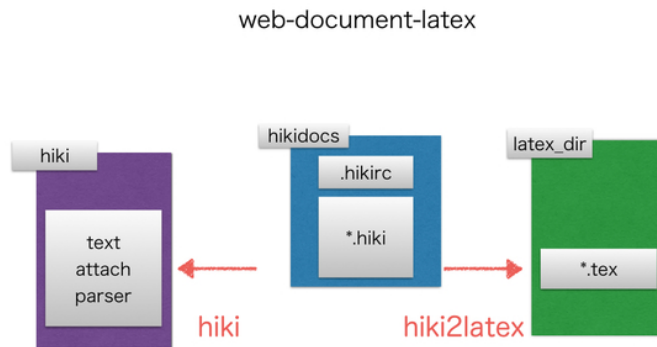 web-document-latex
hiki
text
attach
parser
hikidocs
.hikirc
*.hiki
latex_dir
*.tex
hiki
hiki2latex